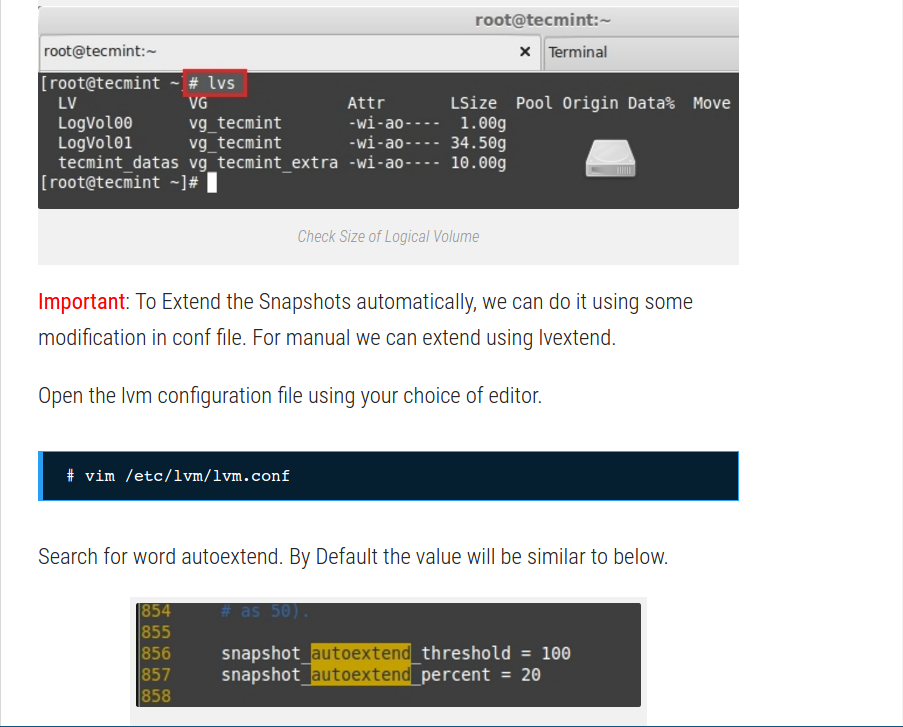 root@tecmint:~
root@tecmint:~ × Terminal
[root@tecmint ~]# lvs
LV VG Attr LSize Pool Origin Data% Move
LogVol00 vg_tecmint -wi-ao---- 1.00g
LogVol01 vg_tecmint -wi-ao---- 34.50g
tecmint_datas vg_tecmint_extra -wi-ao---- 10.00g
[root@tecmint ~]#
Check Size of Logical Volume
Important: To Extend the Snapshots automatically, we can do it using some
modification in conf file. For manual we can extend using lvextend.
Open the lvm configuration file using your choice of editor.
# vim /etc/lvm/lvm.conf
Search for word autoextend. By Default the value will be similar to below.
854 # as 50).
855
856 snapshot_autoextend_threshold = 100
857 snapshot_autoextend_percent = 20
858